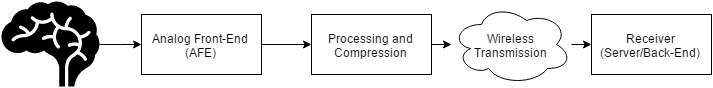 Analog Front-End
(AFE)
Processing and
Compression
Wireless
Transmission
Receiver
(Server/Back-End)